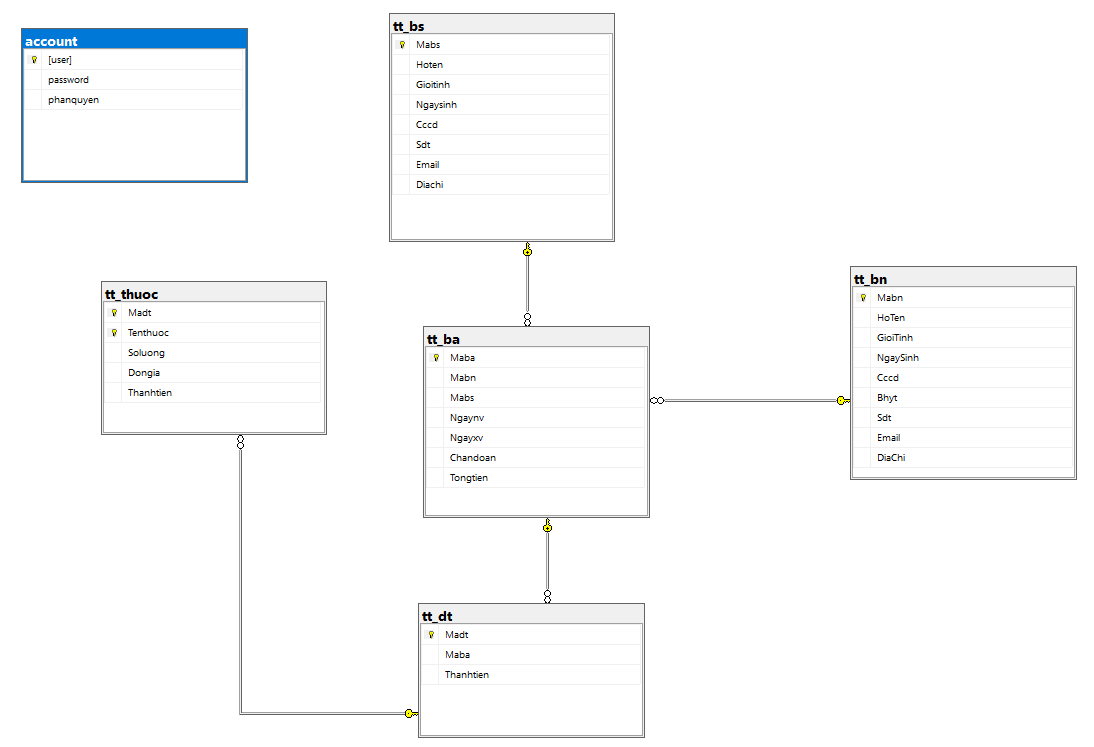 account
[user]
password
phanquyen
tt_bs
Mabs
Hoten
Gioitinh
Ngaysinh
Cccd
Sdt
Email
Diachi
tt_thuoc
Madt
Tenthuoc
Soluong
Dongia
Thanhtien
tt_ba
Maba
Mabn
Mabs
Ngaynv
Ngayxv
Chandoan
Tongtien
tt_bn
Mabn
HoTen
GioiTinh
NgaySinh
Cccd
Bhyt
Sdt
Email
DiaChi
tt_dt
Madt
Maba
Thanhtien